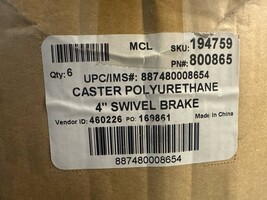 MCL SKU: 194759
PN#: 800865
Qty: 6
UPC/IMS#: 887480008654
CASTER POLYURETHANE
4" SWIVEL BRAKE
Vendor ID: 460226 PO: 169861 Made in China
887480008654